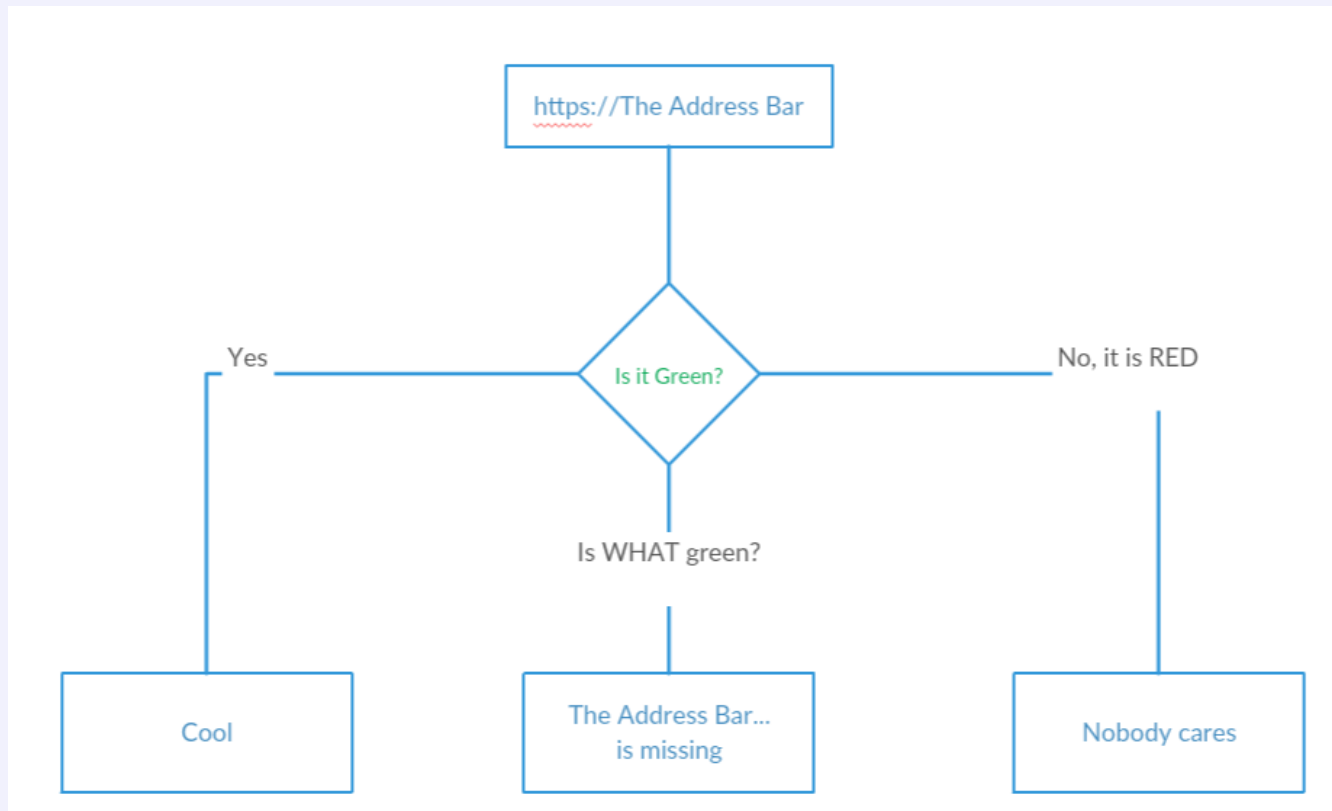 https://The Address Bar
Yes
Is it Green?
No, it is RED
Is WHAT green?
Cool
The Address Bar...
is missing
Nobody cares